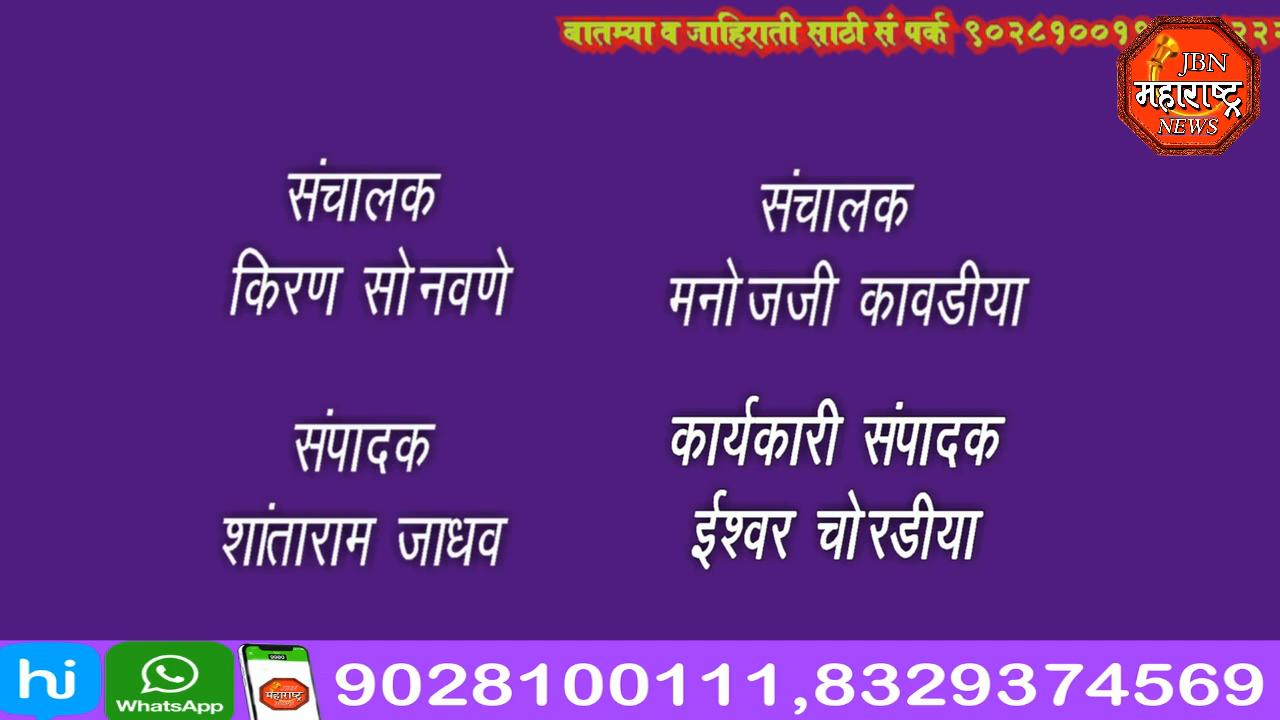 बातम्या व जाहिराती साठी संपर्क
JBN
महाराष्ट्र
NEWS
संचालक
किरण सोनवणे
संचालक
मनोजजी कावडीया
संपादक
शांताराम जाधव
कार्यकारी संपादक
ईश्वर चोरडीया
hi
WhatsApp
महाराष्ट्र
9028100111,8329374569